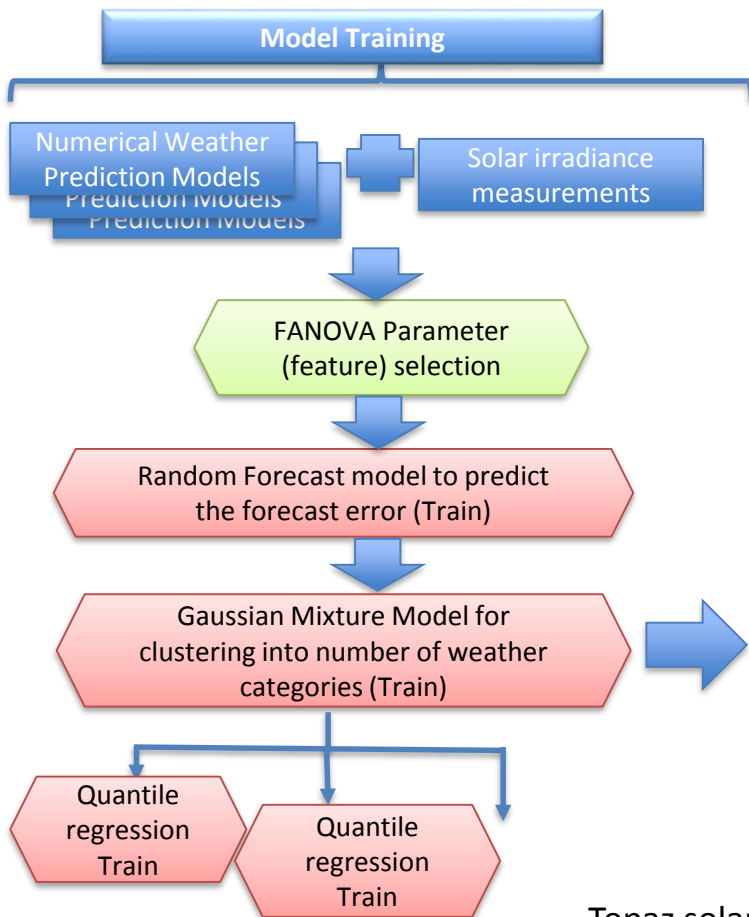 Model Training
Numerical Weather
Prediction Models
Prediction Models
Prediction Models
Solar irradiance
measurements
FANOVA Parameter
(feature) selection
Random Forecast model to predict
the forecast error (Train)
Gaussian Mixture Model for
clustering into number of weather
categories (Train)
Quantile
regression
Train
Quantile
regression
Train
Topaz solar